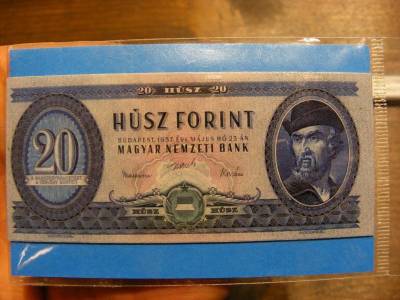 20 HÚSZ 20
HÚSZ FORINT
BUDAPEST, 1957. ÉVI MÁJUS HÓ 23-ÁN
MAGYAR NEMZETI BANK
20
HÚSZ HÚSZ